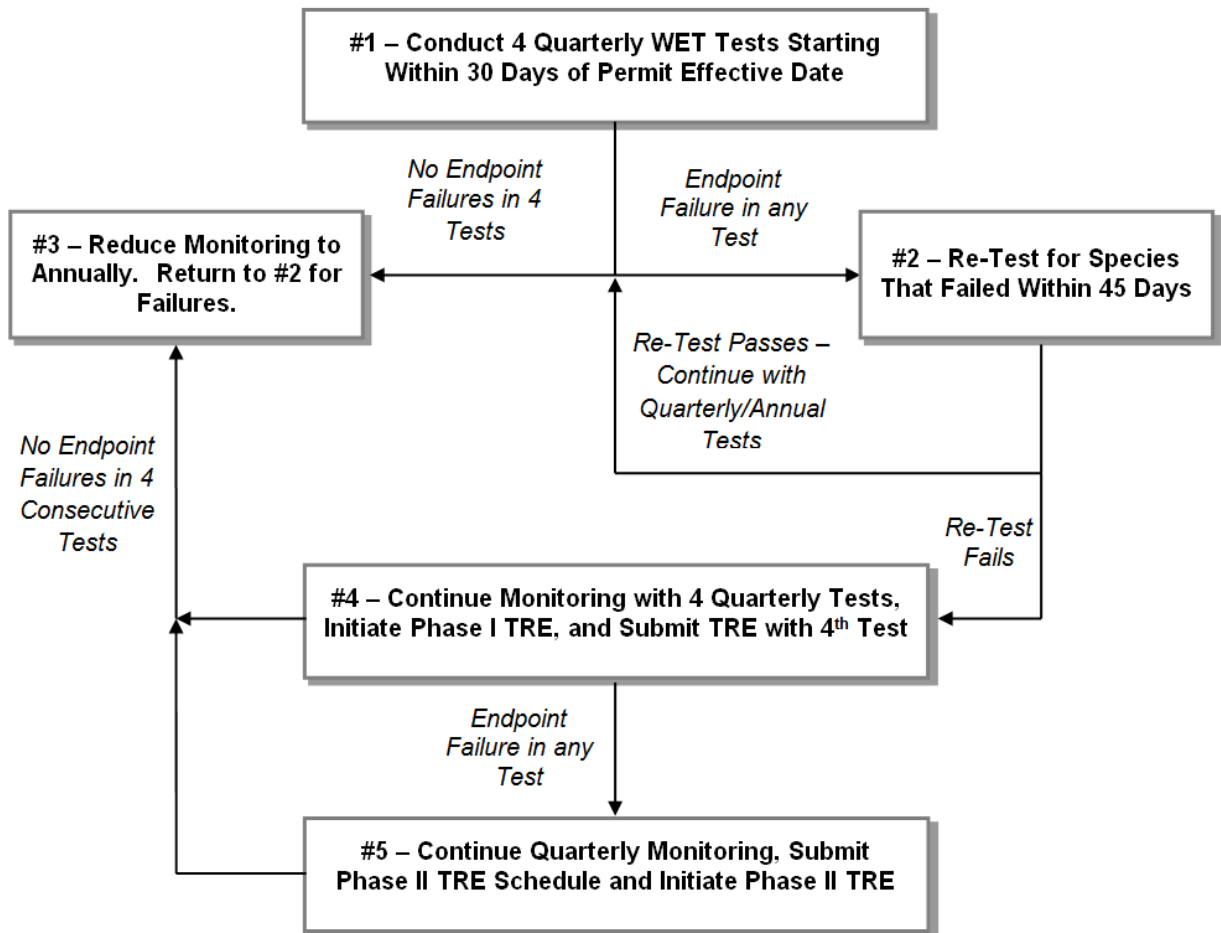 #1 – Conduct 4 Quarterly WET Tests Starting
Within 30 Days of Permit Effective Date
No Endpoint
Failures in 4
Tests
Endpoint
Failure in any
Test
#3 – Reduce Monitoring to
Annually. Return to #2 for
Failures.
#2 – Re-Test for Species
That Failed Within 45 Days
Re-Test Passes –
Continue with
Quarterly/Annual
Tests
No Endpoint
Failures in 4
Consecutive
Tests
Re-Test
Fails
#4 – Continue Monitoring with 4 Quarterly Tests,
Initiate Phase I TRE, and Submit TRE with 4th Test
Endpoint
Failure in any
Test
#5 – Continue Quarterly Monitoring, Submit
Phase II TRE Schedule and Initiate Phase II TRE